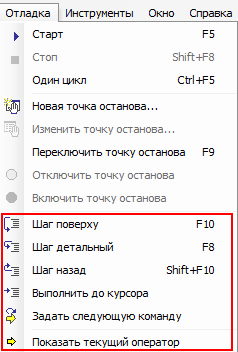 Отладка Инструменты Окно Справка
Старт F5
Стоп Shift+F8
Один цикл Ctrl+F5
Новая точка останова...
Изменить точку останова...
Переключить точку останова F9
Отключить точку останова
Включить точку останова
Шаг поверху F10
Шаг детальный F8
Шаг назад Shift+F10
Выполнить до курсора
Задать следующую команду
Показать текущий оператор